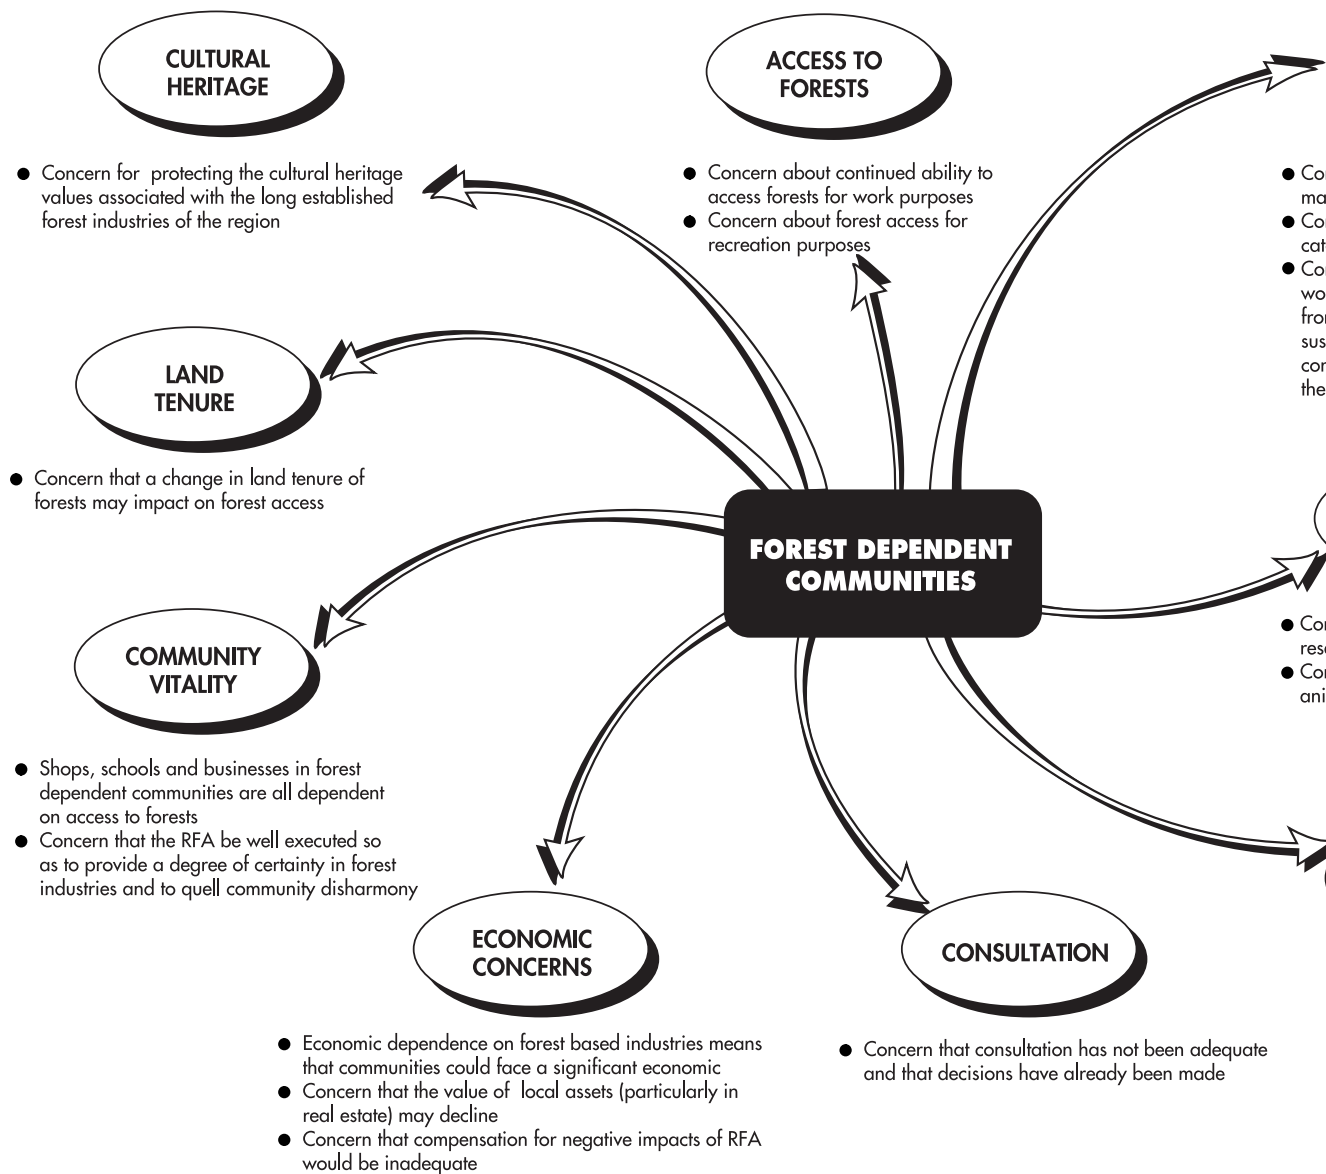 CULTURAL
HERITAGE
● Concern for protecting the cultural heritage
values associated with the long established
forest industries of the region
ACCESS TO
FORESTS
● Concern about continued ability to
access forests for work purposes
● Concern about forest access for
recreation purposes
LAND
TENURE
● Concern that a change in land tenure of
forests may impact on forest access
FOREST DEPENDENT
COMMUNITIES
COMMUNITY
VITALITY
● Shops, schools and businesses in forest
dependent communities are all dependent
on access to forests
● Concern that the RFA be well executed so
as to provide a degree of certainty in forest
industries and to quell community disharmony
ECONOMIC
CONCERNS
● Economic dependence on forest based industries means
that communities could face a significant economic
● Concern that the value of local assets (particularly in
real estate) may decline
● Concern that compensation for negative impacts of RFA
would be inadequate
CONSULTATION
● Concern that consultation has not been adequate
and that decisions have already been made